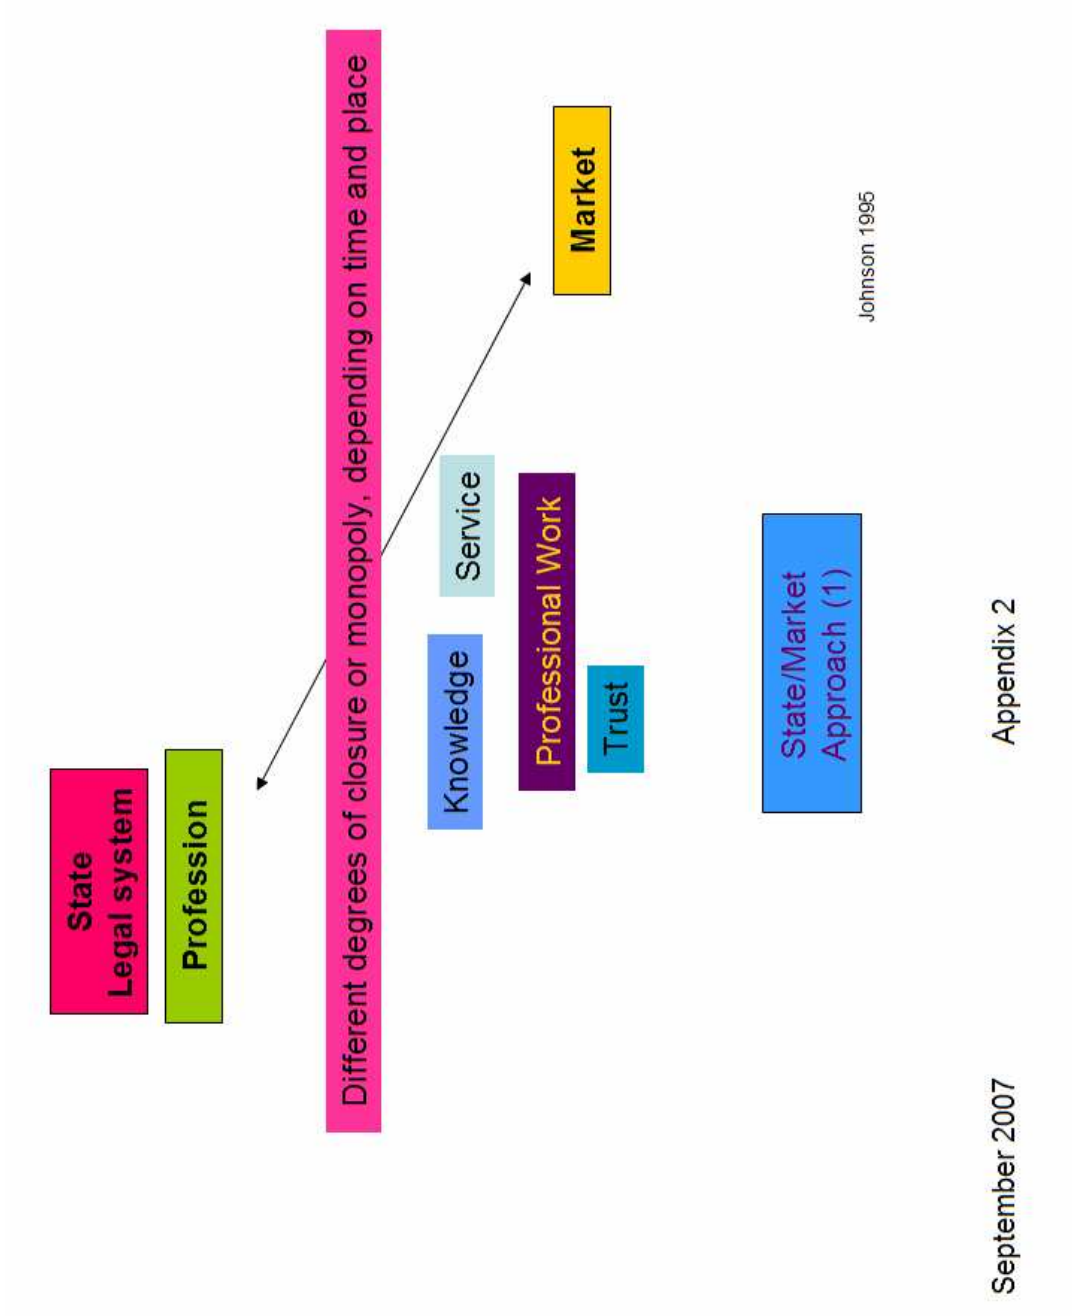 State
Legal system
Profession
Different degrees of closure or monopoly, depending on time and place
Knowledge
Service
Professional Work
Market
Trust
State/Market
Approach (1)
Johnson 1995
September 2007
Appendix 2